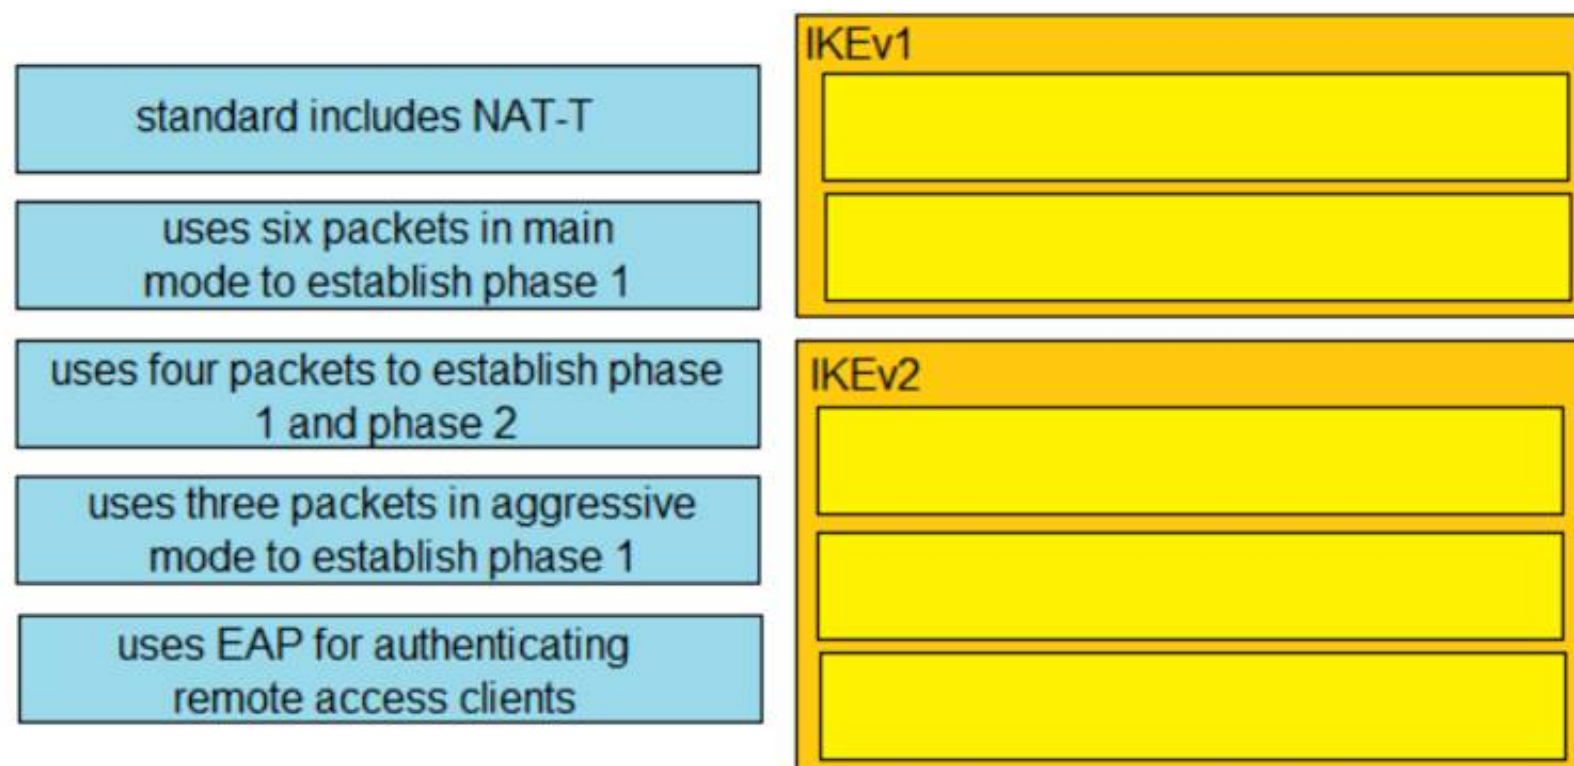 standard includes NAT-T
uses six packets in main
mode to establish phase 1
uses four packets to establish phase
1 and phase 2
uses three packets in aggressive
mode to establish phase 1
uses EAP for authenticating
remote access clients
IKEv1
IKEv2